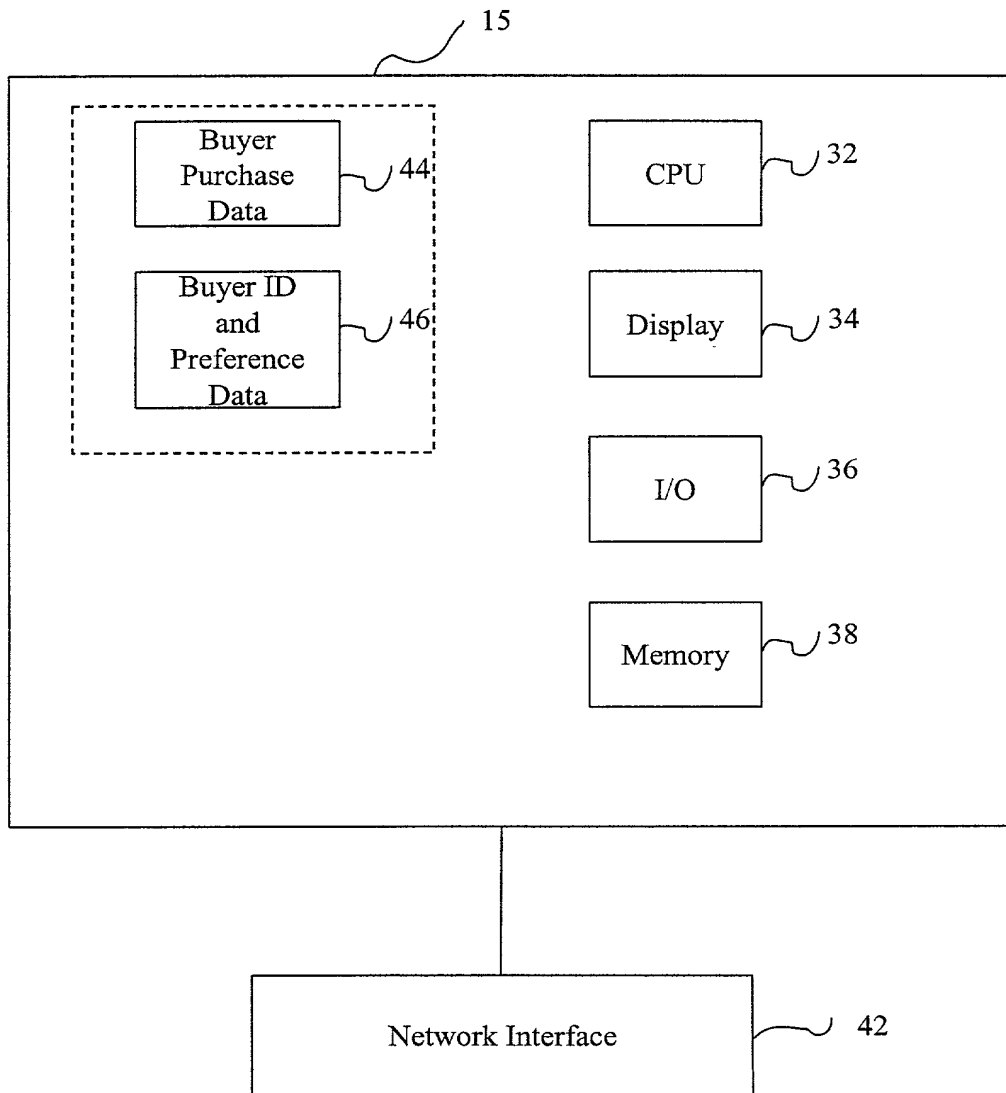 15
Buyer
Purchase
Data
44
Buyer ID
and
Preference
Data
46
CPU
32
Display
34
I/O
36
Memory
38
Network Interface
42